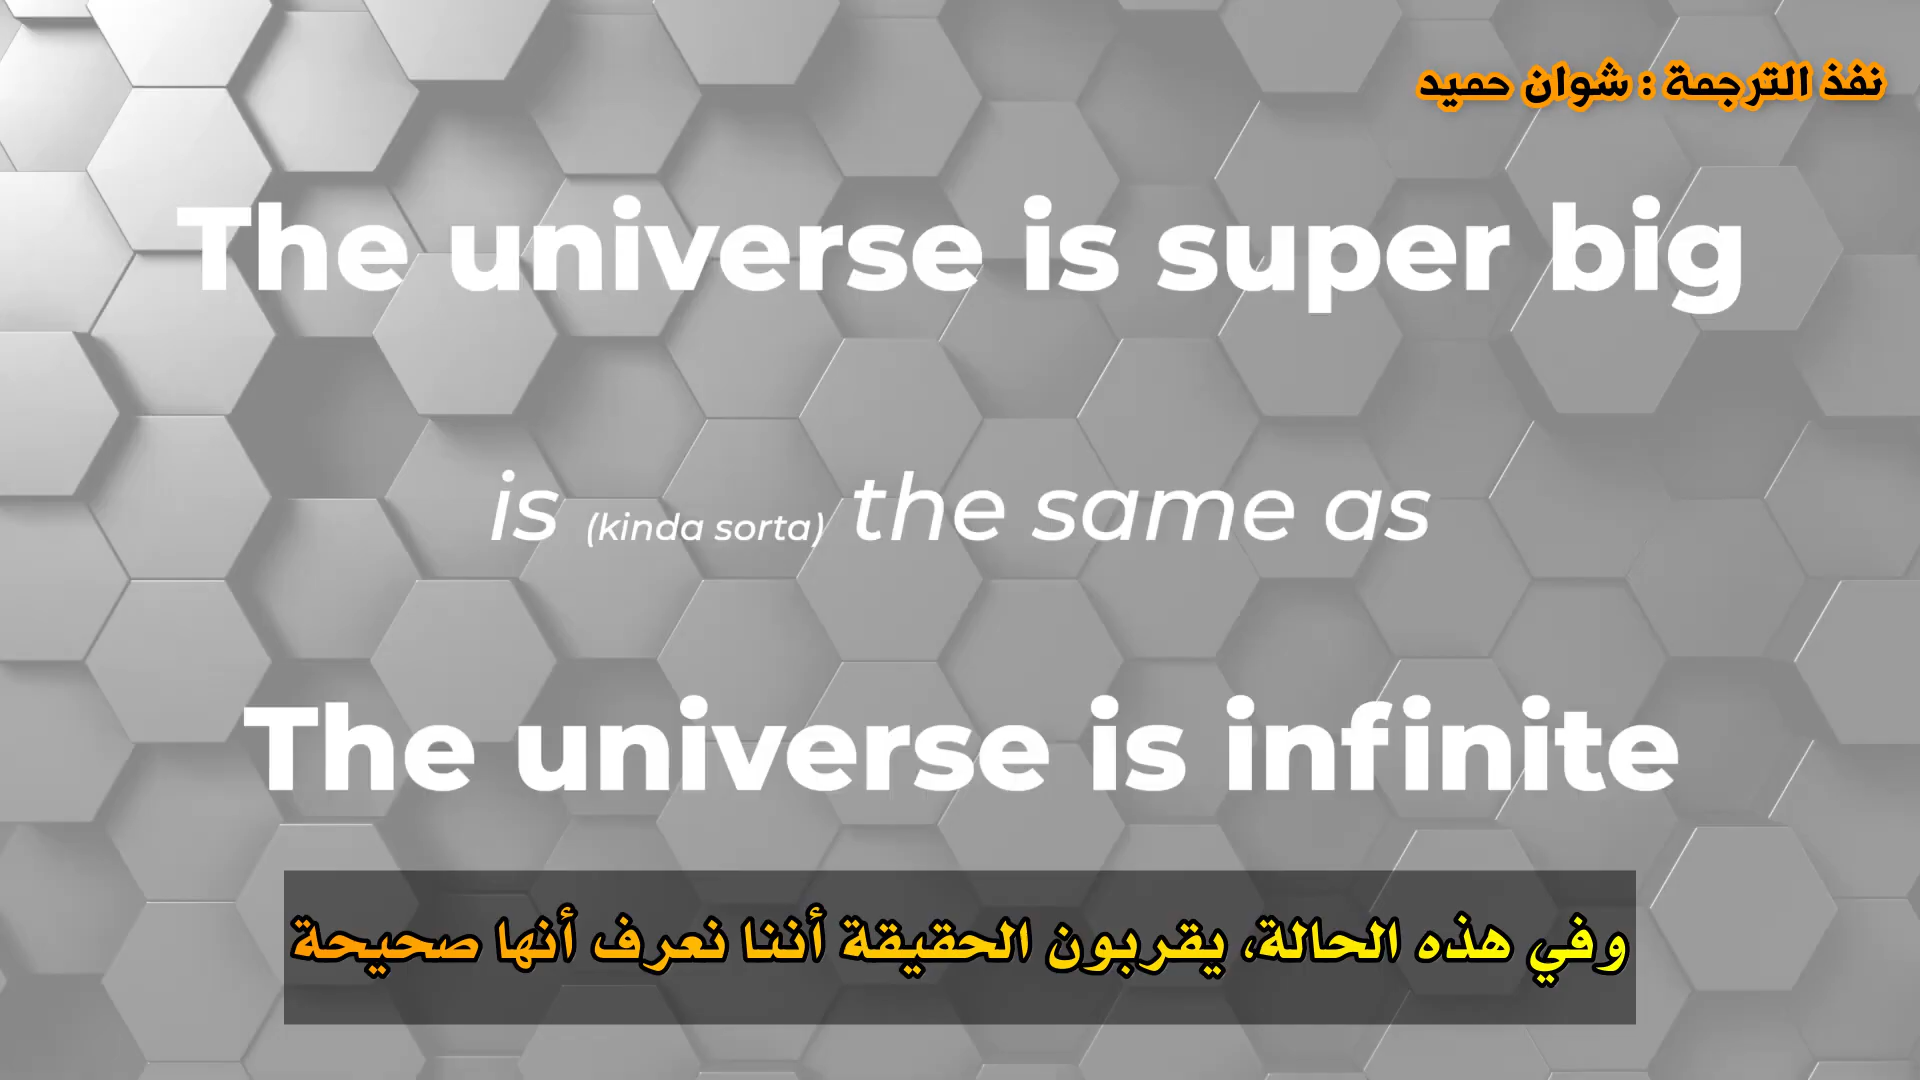 نفذ الترجمة : شوان حميد
The universe is super big
is (kinda sorta) the same as
The universe is infinite
وفي هذه الحالة، يقربون الحقيقة أننا نعرف أنها صحيحة